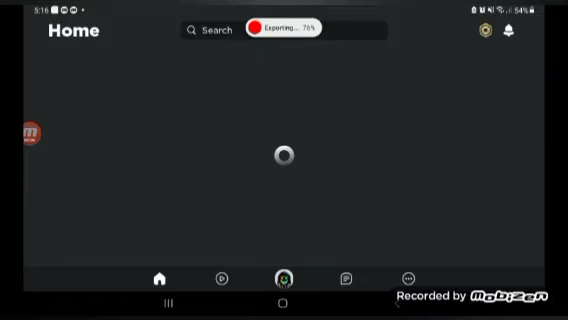 5:16
54%
Home
Search
Exporting... 76%
m
Recorded by mobizen